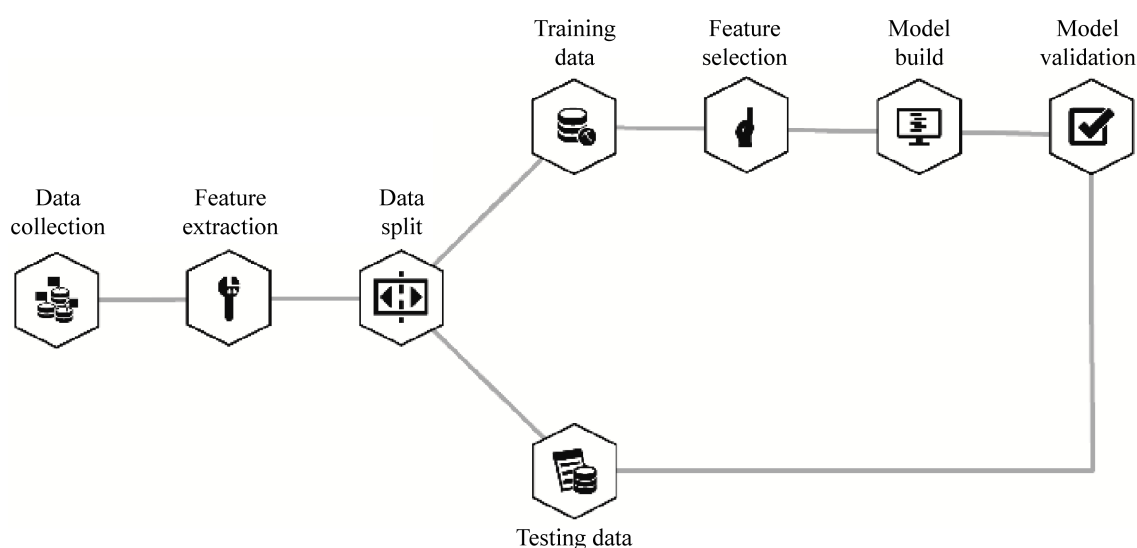 Training
data
Feature
selection
Model
build
Model
validation
Data
collection
Feature
extraction
Data
split
Testing data